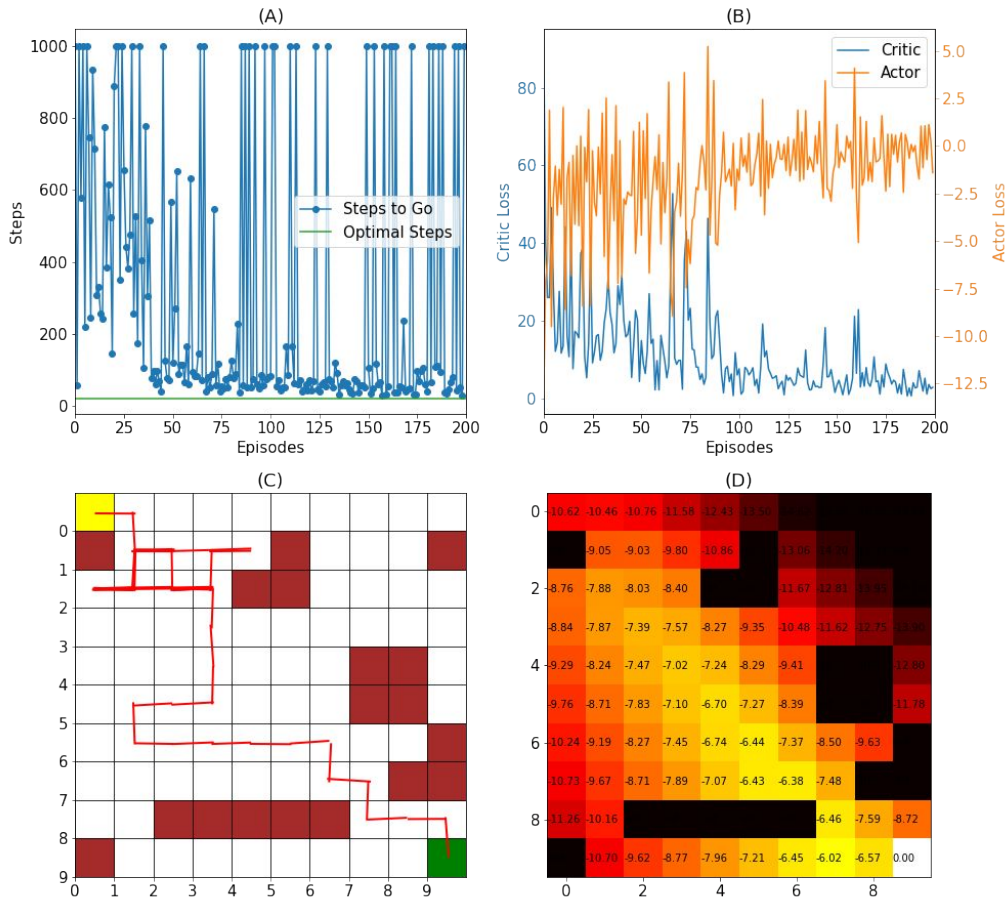 (A)
(B)
1000
800
600
400
200
0
Steps
Steps to Go
Optimal Steps
0 25 50 75 100 125 150 175 200
Episodes
80
60
40
20
0
Critic Loss
Critic
Actor
5.0
2.5
0.0
−2.5
−5.0
−7.5
−10.0
−12.5
Actor Loss
0 25 50 75 100 125 150 175 200
Episodes
(C)
0
1
2
3
4
5
6
7
8
9
0 1 2 3 4 5 6 7 8 9
(D)
0 -10.62 -10.46 -10.76 -11.58 -12.43 -13.50
-9.05 -9.03 -9.80 -10.86 -13.06
2 -8.76 -7.88 -8.03 -8.40 -11.67 -12.81
-8.84 -7.87 -7.39 -7.57 -8.27 -9.35 -10.48 -11.62 -12.75 -13.90
4 -9.29 -8.24 -7.47 -7.02 -7.24 -8.29 -9.41
-9.76 -8.71 -7.83 -7.10 -6.70 -7.27 -8.39 -11.78
6 -10.24 -9.19 -8.27 -7.45 -6.74 -6.44 -7.37 -8.50 -9.63
-10.73 -9.67 -8.71 -7.89 -7.07 -6.43 -6.38 -7.48
8 -11.26 -10.16 -6.46 -7.59 -8.72
-10.70 -9.62 -8.77 -7.96 -7.21 -6.45 -6.02 -6.57 0.00
0 2 4 6 8